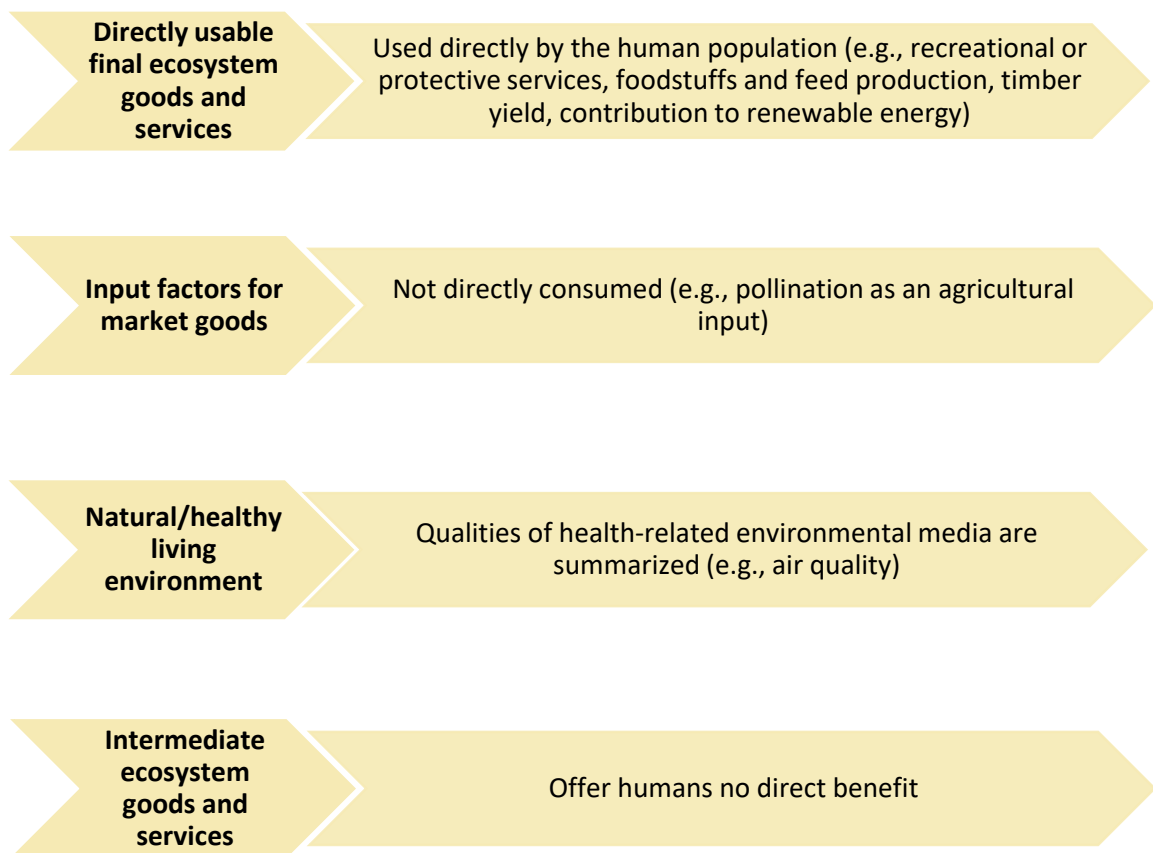 Directly usable
final ecosystem
goods and
services
Used directly by the human population (e.g., recreational or
protective services, foodstuffs and feed production, timber
yield, contribution to renewable energy)
Input factors for
market goods
Not directly consumed (e.g., pollination as an agricultural
input)
Natural/healthy
living
environment
Qualities of health-related environmental media are
summarized (e.g., air quality)
Intermediate
ecosystem
goods and
services
Offer humans no direct benefit